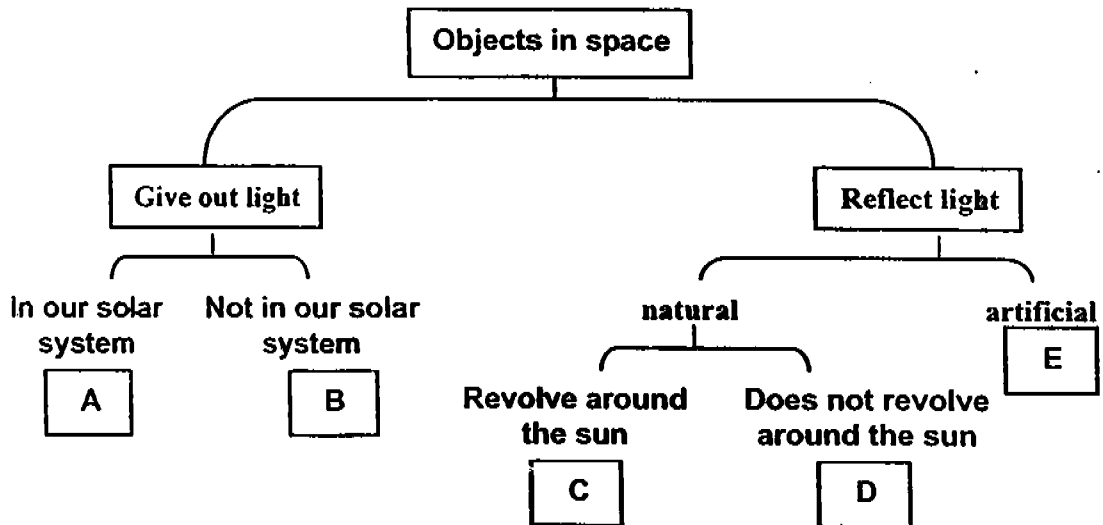 Objects in space
Give out light
Reflect light
In our solar
system
A
Not in our solar
system
B
natural
Revolve around
the sun
C
Does not revolve
around the sun
D
artificial
E